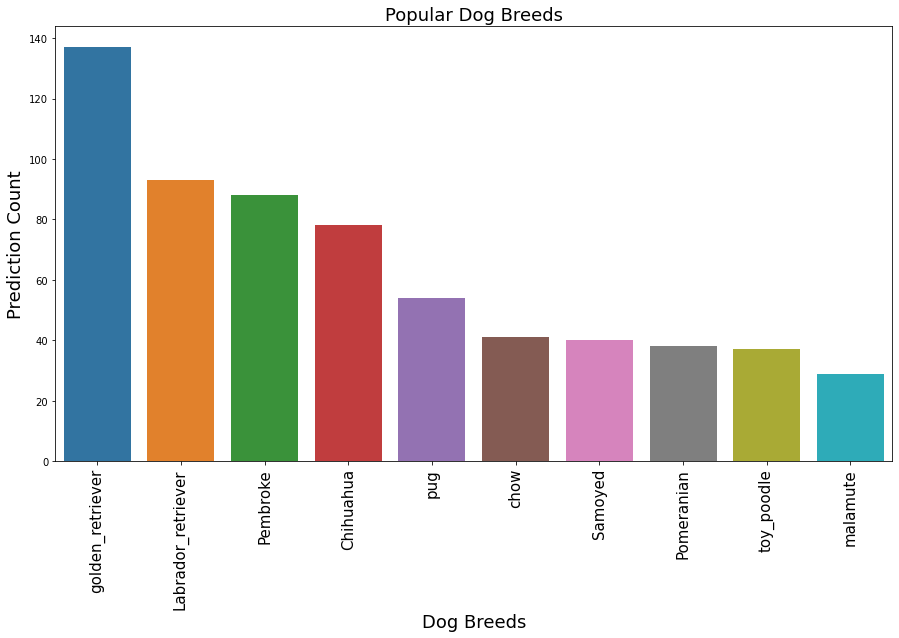 Popular Dog Breeds
Prediction Count
140
120
100
80
60
40
20
0
golden_retriever
Labrador_retriever
Pembroke
Chihuahua
pug
chow
Samoyed
Pomeranian
toy_poodle
malamute
Dog Breeds